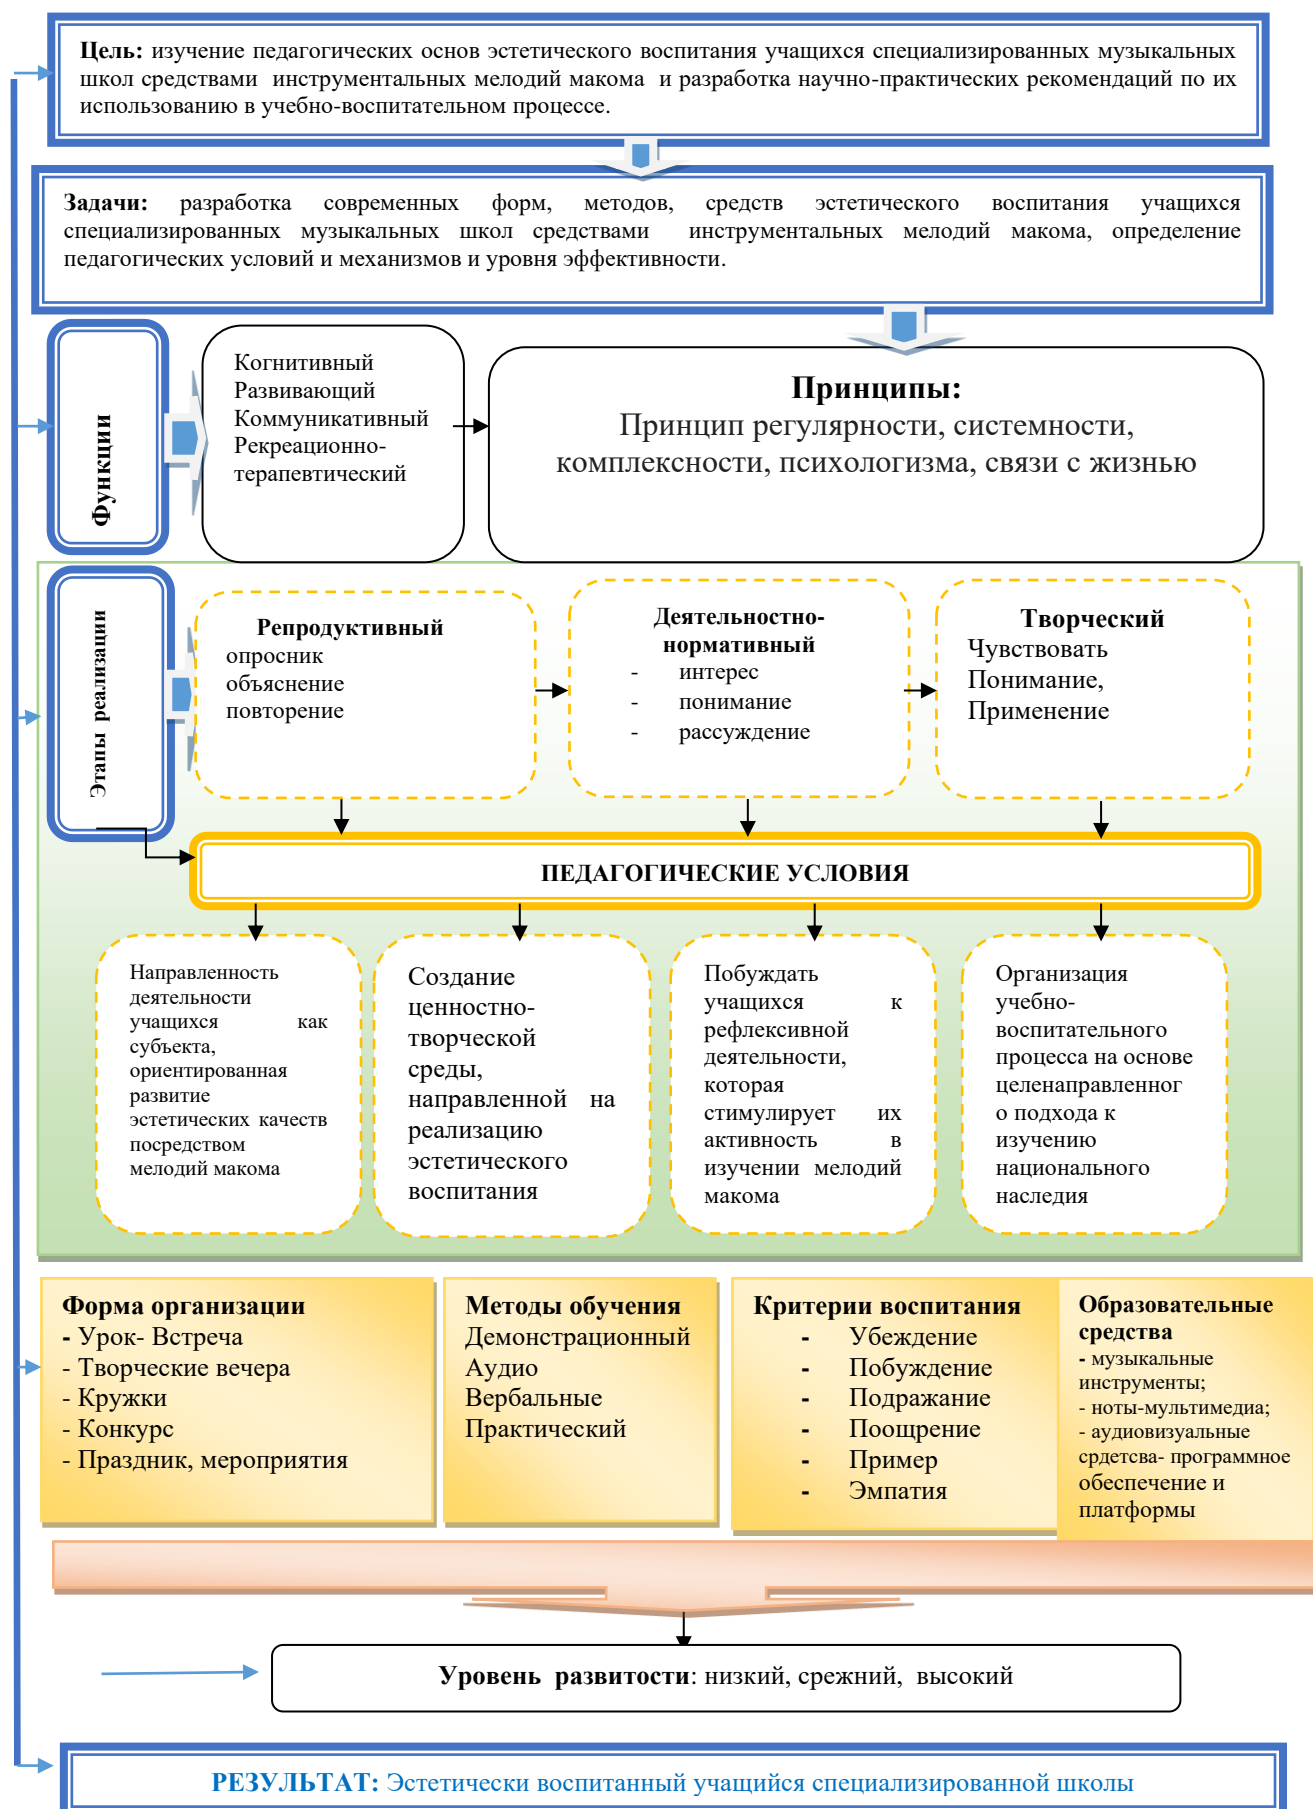 Цель: изучение педагогических основ эстетического воспитания учащихся специализированных музыкальных
школ средствами инструментальных мелодий макома и разработка научно-практических рекомендаций по их
использованию в учебно-воспитательном процессе.
Задачи: разработка современных форм, методов, средств эстетического воспитания учащихся
специализированных музыкальных школ средствами инструментальных мелодий макома, определение
педагогических условий и механизмов и уровня эффективности.
Функции
Когнитивный
Развивающий
Коммуникативный
Рекреационно-
терапевтический
Принципы:
Принцип регулярности, системности,
комплексности, психологизма, связи с жизнью
Этапы реализации
Репродуктивный
опросник
объяснение
повторение
Деятельностно-
нормативный
- интерес
- понимание
- рассуждение
Творческий
Чувствовать
Понимание,
Применение
ПЕДАГОГИЧЕСКИЕ УСЛОВИЯ
Направленность
деятельности
учащихся как
субъекта,
ориентированная
развитие
эстетических качеств
посредством
мелодий макома
Создание
ценностно-
творческой
среды,
направленной на
реализацию
эстетического
воспитания
Побуждать
учащихся к
рефлексивной
деятельности,
которая
стимулирует их
активность в
изучении мелодий
макома
Организация
учебно-
воспитательного
процесса на основе
целенаправленног
о подхода к
изучению
национального
наследия
Форма организации
- Урок- Встреча
- Творческие вечера
- Кружки
- Конкурс
- Праздник, мероприятия
Методы обучения
Демонстрационный
Аудио
Вербальные
Практический
Критерии воспитания
- Убеждение
- Побуждение
- Подражание
- Поощрение
- Пример
- Эмпатия
Образовательные
средства
- музыкальные
инструменты;
- ноты-мультимедиа;
- аудиовизуальные
срдетсва- программное
обеспечение и
платформы
Уровень развитости: низкий, срежний, высокий
РЕЗУЛЬТАТ: Эстетически воспитанный учащийся специализированной школы